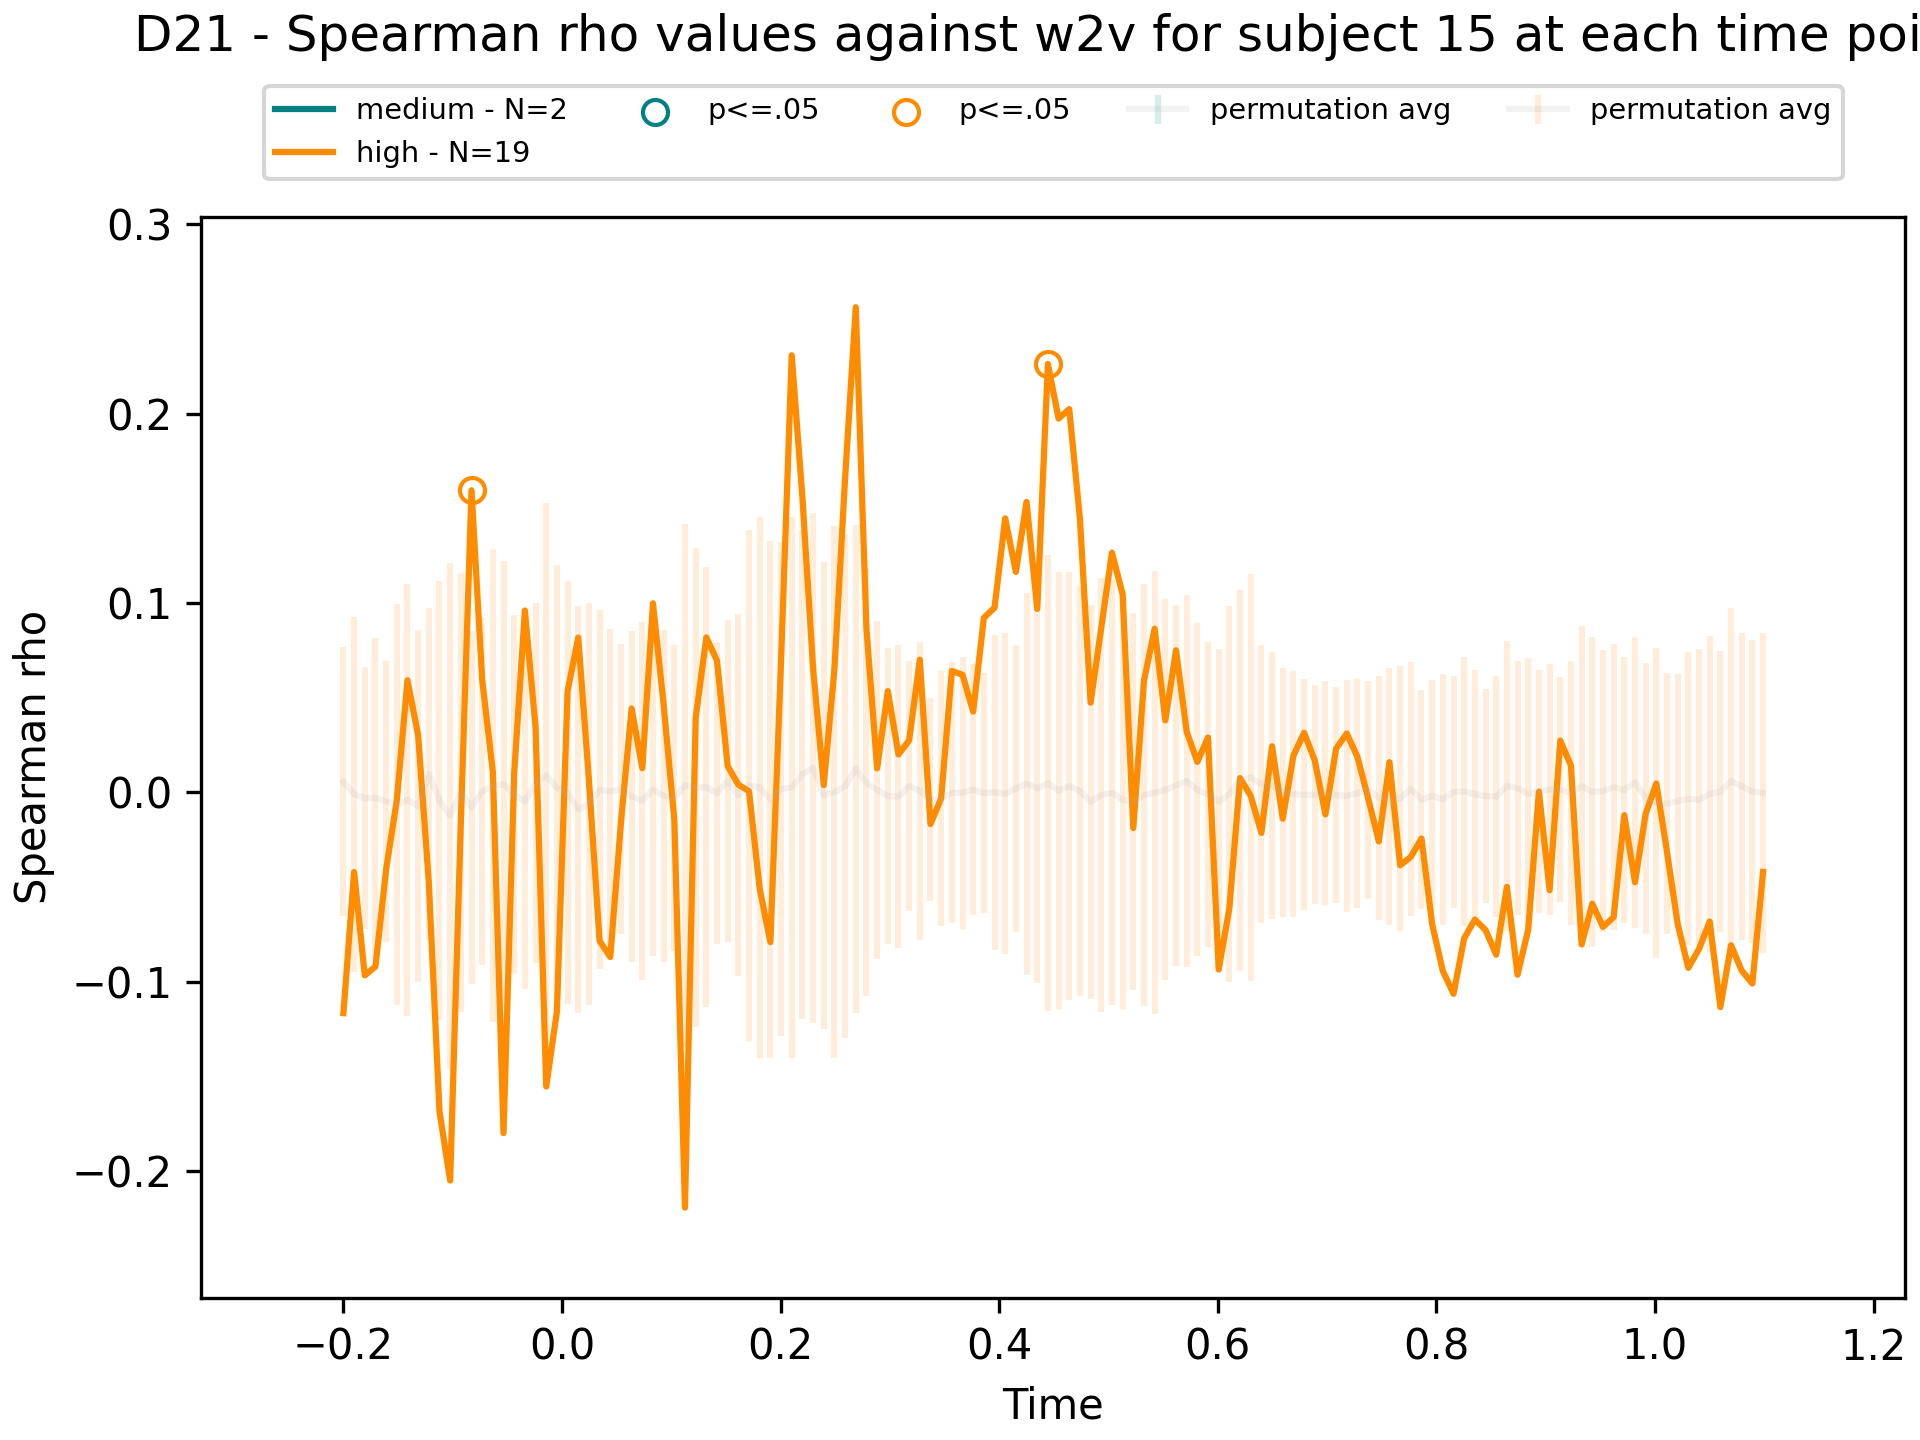 D21 - Spearman rho values against w2v for subject 15 at each time poi
medium - N=2
high - N=19
p<=.05
p<=.05
permutation avg
permutation avg
Spearman rho
0.3
0.2
0.1
0.0
−0.1
−0.2
−0.2
0.0
0.2
0.4
0.6
0.8
1.0
1.2
Time